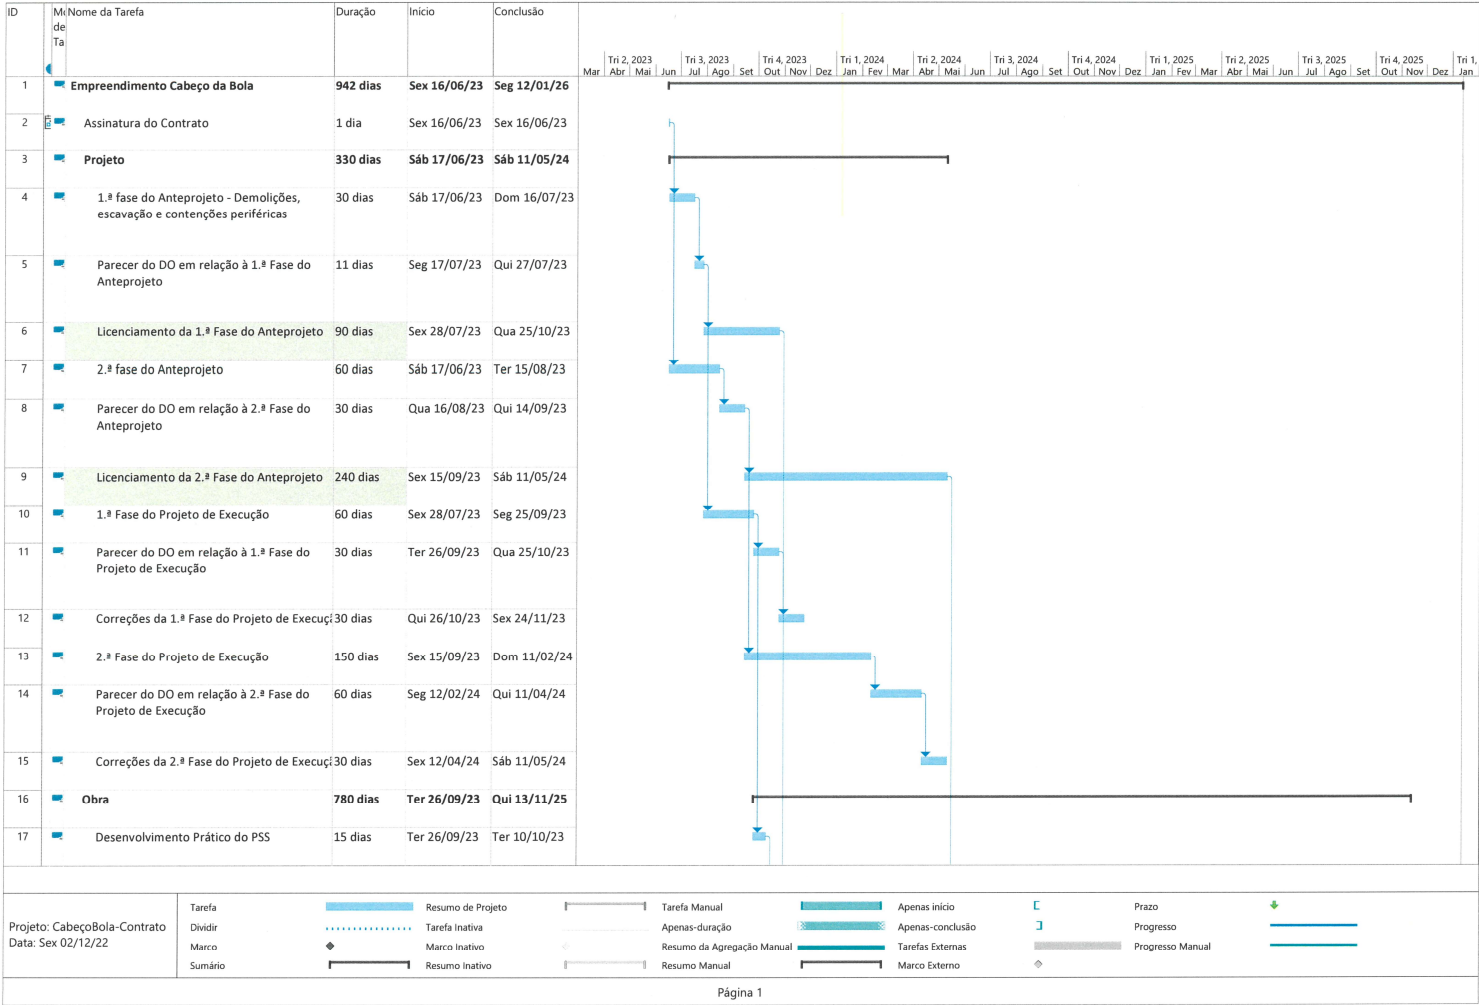 ID Mo de Ta Nome da Tarefa Duração Início Conclusão
Tri 2, 2023 Tri 3, 2023 Tri 4, 2023 Tri 1, 2024 Tri 2, 2024 Tri 3, 2024 Tri 4, 2024 Tri 1, 2025 Tri 2, 2025 Tri 3, 2025 Tri 4, 2025 Tri 1,
Mar Abr Mai Jun Jul Ago Set Out Nov Dez Jan Fev Mar Abr Mai Jun Jul Ago Set Out Nov Dez Jan Fev Mar Abr Mai Jun Jul Ago Set Out Nov Dez Jan
1 Empreendimento Cabeço da Bola 942 dias Sex 16/06/23 Seg 12/01/26
2 Assinatura do Contrato 1 dia Sex 16/06/23 Sex 16/06/23
3 Projeto 330 dias Sáb 17/06/23 Sáb 11/05/24
4 1.ª fase do Anteprojeto - Demolições, 30 dias Sáb 17/06/23 Dom 16/07/23
escavação e contenções periféricas
5 Parecer do DO em relação à 1.ª Fase do 11 dias Seg 17/07/23 Qui 27/07/23
Anteprojeto
6 Licenciamento da 1.ª Fase do Anteprojeto 90 dias Sex 28/07/23 Qua 25/10/23
7 2.ª fase do Anteprojeto 60 dias Sáb 17/06/23 Ter 15/08/23
8 Parecer do DO em relação à 2.ª Fase do 30 dias Qua 16/08/23 Qui 14/09/23
Anteprojeto
9 Licenciamento da 2.ª Fase do Anteprojeto 240 dias Sex 15/09/23 Sáb 11/05/24
10 1.ª Fase do Projeto de Execução 60 dias Sex 28/07/23 Seg 25/09/23
11 Parecer do DO em relação à 1.ª Fase do 30 dias Ter 26/09/23 Qua 25/10/23
Projeto de Execução
12 Correções da 1.ª Fase do Projeto de Execuçã 30 dias Qui 26/10/23 Sex 24/11/23
13 2.ª Fase do Projeto de Execução 150 dias Sex 15/09/23 Dom 11/02/24
14 Parecer do DO em relação à 2.ª Fase do 60 dias Seg 12/02/24 Qui 11/04/24
Projeto de Execução
15 Correções da 2.ª Fase do Projeto de Execuçã 30 dias Sex 12/04/24 Sáb 11/05/24
16 Obra 780 dias Ter 26/09/23 Qui 13/11/25
17 Desenvolvimento Prático do PSS 15 dias Ter 26/09/23 Ter 10/10/23
Projeto: CabeçoBola-Contrato
Data: Sex 02/12/22
Tarefa Resumo de Projeto Tarefa Manual Apenas início Prazo
Dividir Tarefa Inativa Apenas-duração Apenas-conclusão Progresso
Marco Marco Inativo Resumo da Agregação Manual Tarefas Externas Progresso Manual
Sumário Resumo Inativo Resumo Manual Marco Externo
Página 1